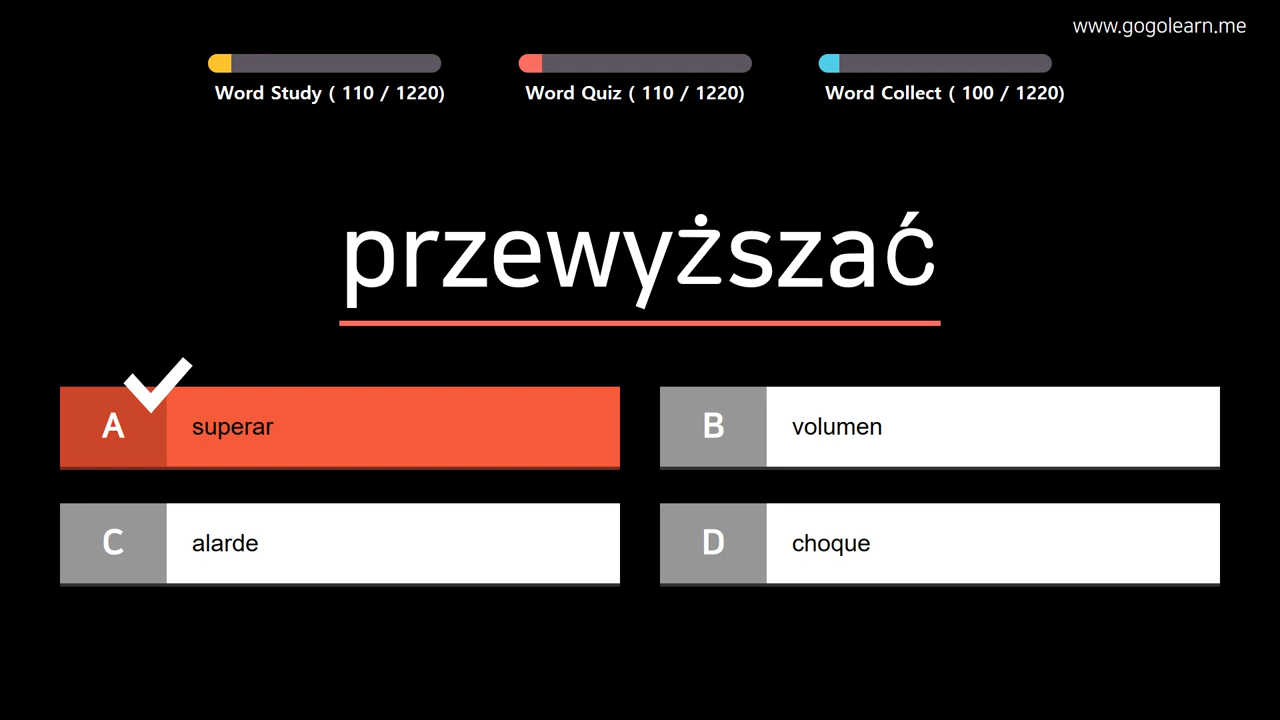 www.gogolearn.me
Word Study ( 110 / 1220)
Word Quiz ( 110 / 1220)
Word Collect ( 100 / 1220)
przewyższać
A superar
B volumen
C alarde
D choque